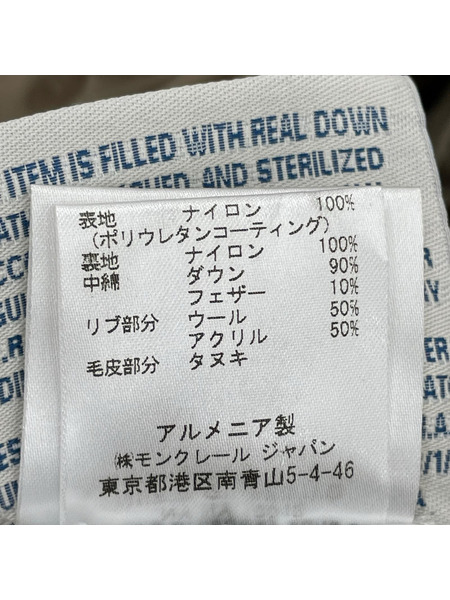 ITEM IS FILLED WITH REAL DOWN
AND STERILIZED
表地 ナイロン 100%
(ポリウレタンコーティング)
裏地 ナイロン 100%
中綿 ダウン 90%
フェザー 10%
リブ部分 ウール 50%
アクリル 50%
毛皮部分 タヌキ
アルメニア製
㈱モンクレール ジャパン
東京都港区南青山5-4-46